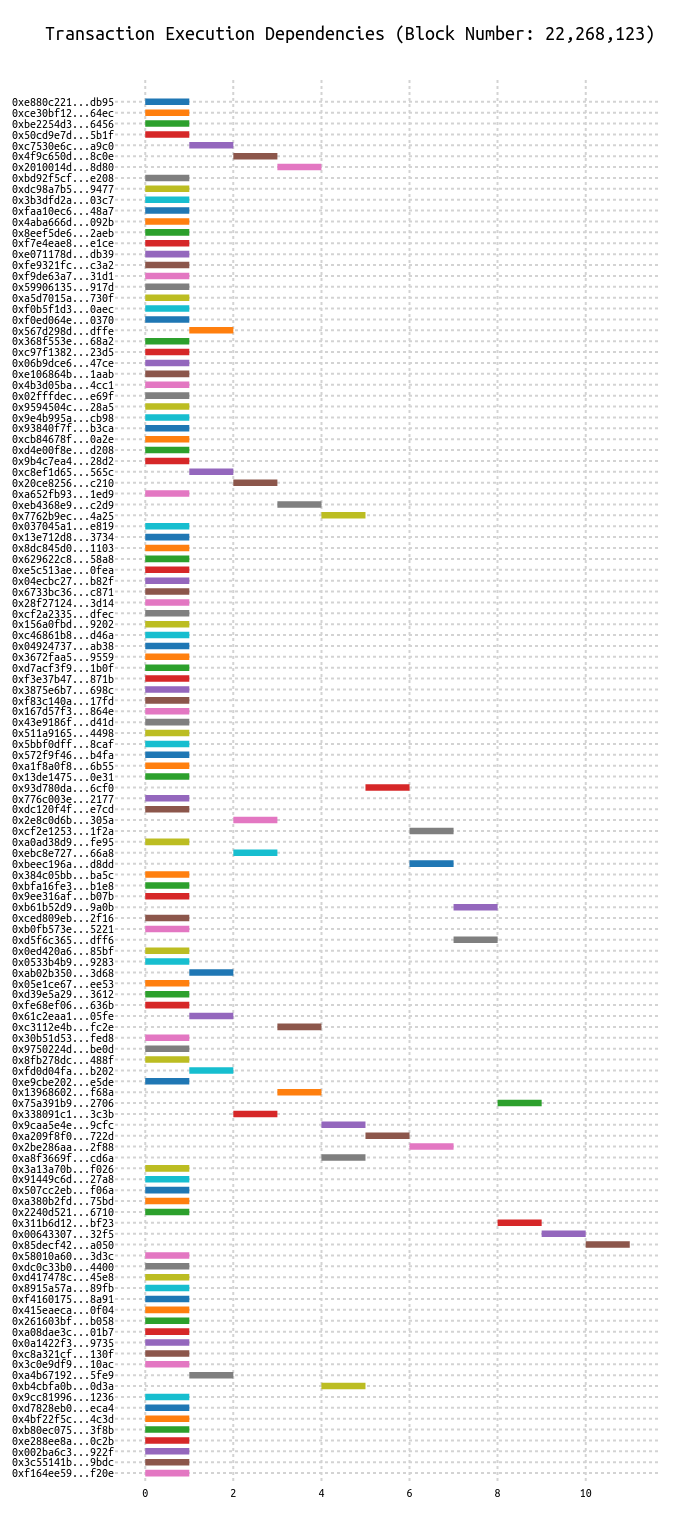 Transaction Execution Dependencies (Block Number: 22,268,123)
0xe880c221...db95
0xce30bf12...64ec
0xbe2254d3...6456
0x50cd9e7d...5b1f
0xc7530e6c...a9c0
0x4f9c650d...8c0e
0x2010014d...8d80
0xbd92f5cf...e208
0xdc98a7b5...9477
0x3b3dfd2a...03c7
0xfaa10ec6...48a7
0x4aba666d...092b
0x8eef5de6...2aeb
0xf7e4eae8...e1ce
0xe071178d...db39
0xfe9321fc...c3a2
0xf9de63a7...31d1
0x59906135...917d
0xa5d7015a...730f
0xf0b5f1d3...0aec
0xf0ed064e...0370
0x567d298d...dffe
0x368f553e...68a2
0xc97f1382...23d5
0x06b9dce6...47ce
0xe106864b...1aab
0x4b3d05ba...4cc1
0x02fffdec...e69f
0x9594504c...28a5
0x9e4b995a...cb98
0x93840f7f...b3ca
0xcb84678f...0a2e
0xd4e00f8e...d208
0x9b4c7ea4...28d2
0xc8ef1d65...565c
0x20ce8256...c210
0xa652fb93...1ed9
0xeb4368e9...c2d9
0x7762b9ec...4a25
0x037045a1...e819
0x13e712d8...3734
0x8dc845d0...1103
0x629622c8...58a8
0xe5c513ae...0fea
0x04ecbc27...b82f
0x6733bc36...c871
0x28f27124...3d14
0xcf2a2335...dfec
0x156a0fbd...9202
0xc46861b8...d46a
0x04924737...ab38
0x3672faa5...9559
0xd7acf3f9...1b0f
0xf3e37b47...871b
0x3875e6b7...698c
0xf83c140a...17fd
0x167d57f3...864e
0x43e9186f...d41d
0x511a9165...4498
0x5bbf0dff...8caf
0x572f9f46...b4fa
0xa1f8a0f8...6b55
0x13de1475...0e31
0x93d780da...6cf0
0x776c003e...2177
0xdc120f4f...e7cd
0x2e8c0d6b...305a
0xcf2e1253...1f2a
0xa0ad38d9...fe95
0xebc8e727...66a8
0xbeec196a...d8dd
0x384c05bb...ba5c
0xbfa16fe3...b1e8
0x9ee316af...b07b
0xb61b52d9...9a0b
0xced809eb...2f16
0xb0fb573e...5221
0xd5f6c365...dff6
0x0ed420a6...85bf
0x0533b4b9...9283
0xab02b350...3d68
0x05e1ce67...ee53
0xd39e5a29...3612
0xfe68ef06...636b
0x61c2eaa1...05fe
0xc3112e4b...fc2e
0x30b51d53...fed8
0x9750224d...be0d
0x8fb278dc...488f
0xfd0d04fa...b202
0xe9cbe202...e5de
0x13968602...f68a
0x75a391b9...2706
0x338091c1...3c3b
0x9caa5e4e...9cfc
0xa209f8f0...722d
0x2be286aa...2f88
0xa8f3669f...cd6a
0x3a13a70b...f026
0x91449c6d...27a8
0x507cc2eb...f06a
0xa380b2fd...75bd
0x2240d521...6710
0x311b6d12...bf23
0x00643307...32f5
0x85decf42...a050
0x58010a60...3d3c
0xdc0c33b0...4400
0xd417478c...45e8
0x8915a57a...89fb
0xf4160175...8a91
0x415eaeca...0f04
0x261603bf...b058
0xa08dae3c...01b7
0x0a1422f3...9735
0xc8a321cf...130f
0x3c0e9df9...10ac
0xa4b67192...5fe9
0xb4cbfa0b...0d3a
0x9cc81996...1236
0xd7828eb0...eca4
0x4bf22f5c...4c3d
0xb80ec075...3f8b
0xe288ee8a...0c2b
0x002ba6c3...922f
0x3c55141b...9bdc
0xf164ee59...f20e
0 2 4 6 8 10